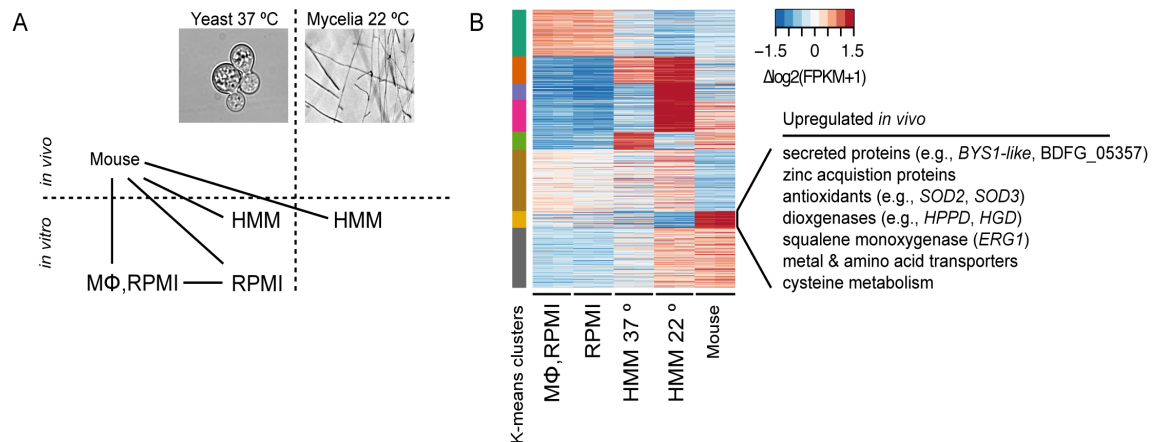 A
Yeast 37 ºC
Mycelia 22 ºC
in vivo
Mouse
in vitro
HMM
HMM
MΦ,RPMI
RPMI
B
−1.5 0 1.5
Δlog2(FPKM+1)
Upregulated in vivo
secreted proteins (e.g., BYS1-like, BDFG_05357)
zinc acquistion proteins
antioxidants (e.g., SOD2, SOD3)
dioxgenases (e.g., HPPD, HGD)
squalene monoxygenase (ERG1)
metal & amino acid transporters
cysteine metabolism
K-means clusters
MΦ,RPMI
RPMI
HMM 37 º
HMM 22 º
Mouse